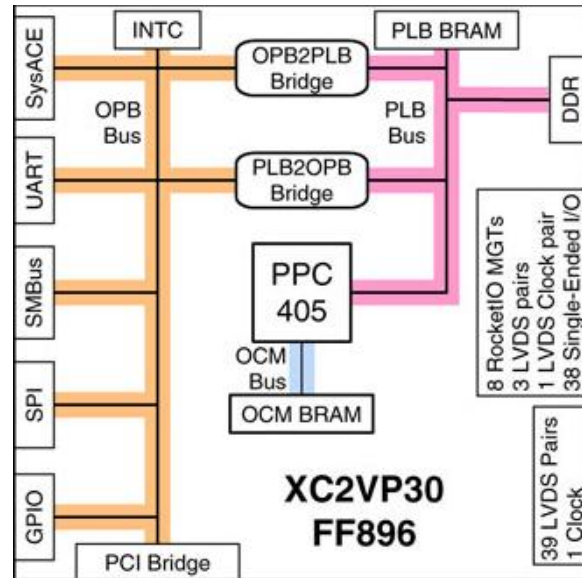 INTC
PLB BRAM
SysACE
OPB2PLB
Bridge
OPB
Bus
PLB
Bus
DDR
UART
PLB2OPB
Bridge
8 RocketIO MGTs
3 LVDS pairs
1 LVDS Clock pair
38 Single-Ended I/O
SMBus
PPC
405
OCM
Bus
SPI
OCM BRAM
39 LVDS Pairs
1 Clock
GPIO
XC2VP30
FF896
PCI Bridge